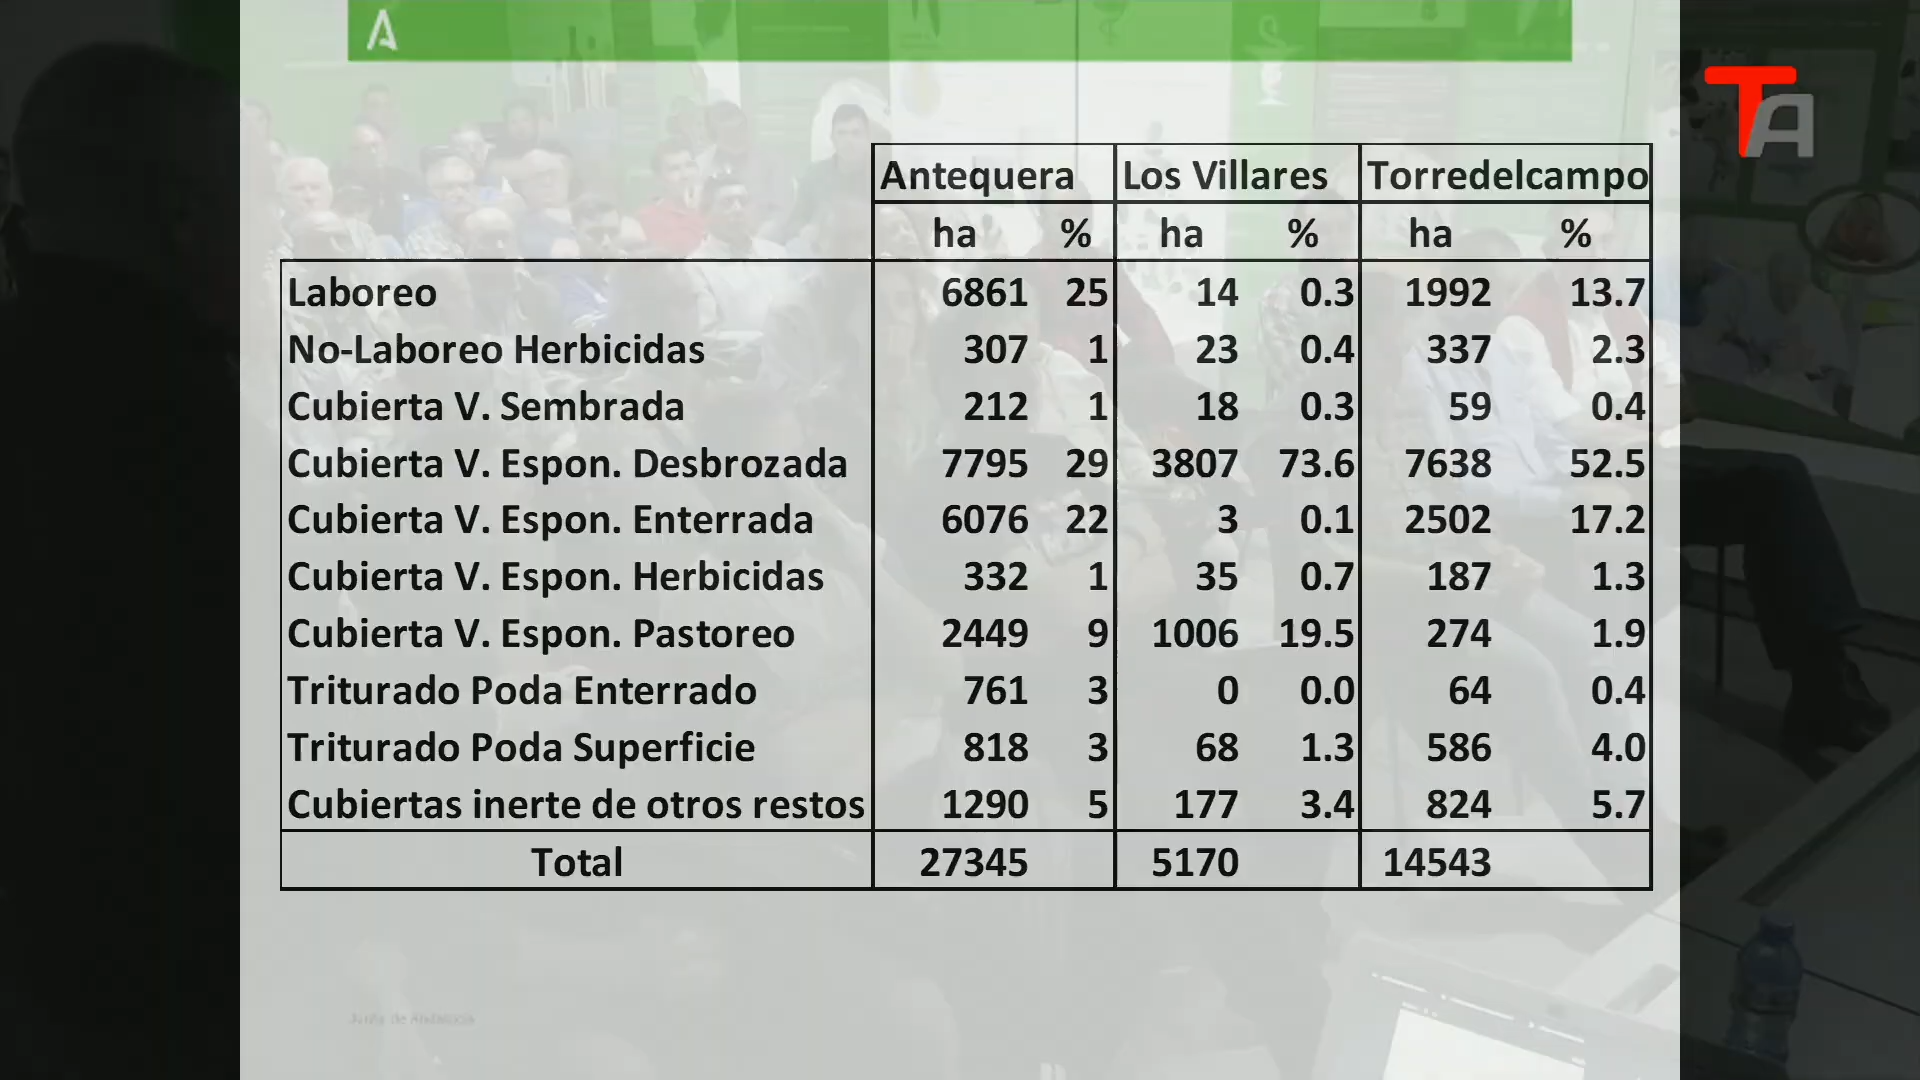 A
TA
Antequera Los Villares Torredelcampo
ha % ha % ha %
Laboreo 6861 25 14 0.3 1992 13.7
No-Laboreo Herbicidas 307 1 23 0.4 337 2.3
Cubierta V. Sembrada 212 1 18 0.3 59 0.4
Cubierta V. Espon. Desbrozada 7795 29 3807 73.6 7638 52.5
Cubierta V. Espon. Enterrada 6076 22 3 0.1 2502 17.2
Cubierta V. Espon. Herbicidas 332 1 35 0.7 187 1.3
Cubierta V. Espon. Pastoreo 2449 9 1006 19.5 274 1.9
Triturado Poda Enterrado 761 3 0 0.0 64 0.4
Triturado Poda Superficie 818 3 68 1.3 586 4.0
Cubiertas inerte de otros restos 1290 5 177 3.4 824 5.7
Total 27345 5170 14543
Junta de Andalucía